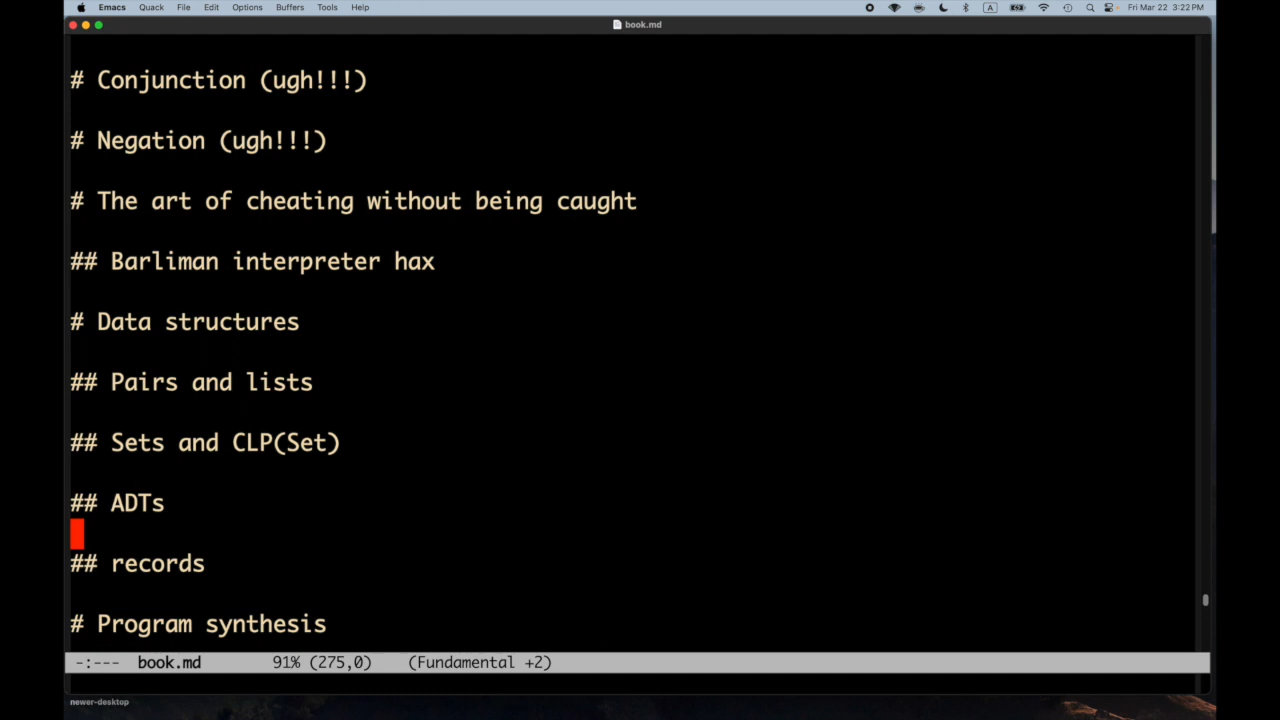 Emacs Quack File Edit Options Buffers Tools Help A Fri Mar 22 3:22 PM
book.md
# Conjunction (ugh!!!)
# Negation (ugh!!!)
# The art of cheating without being caught
## Barliman interpreter hax
# Data structures
## Pairs and lists
## Sets and CLP(Set)
## ADTs
## records
# Program synthesis
-:--- book.md 91% (275,0) (Fundamental +2)
newer-desktop